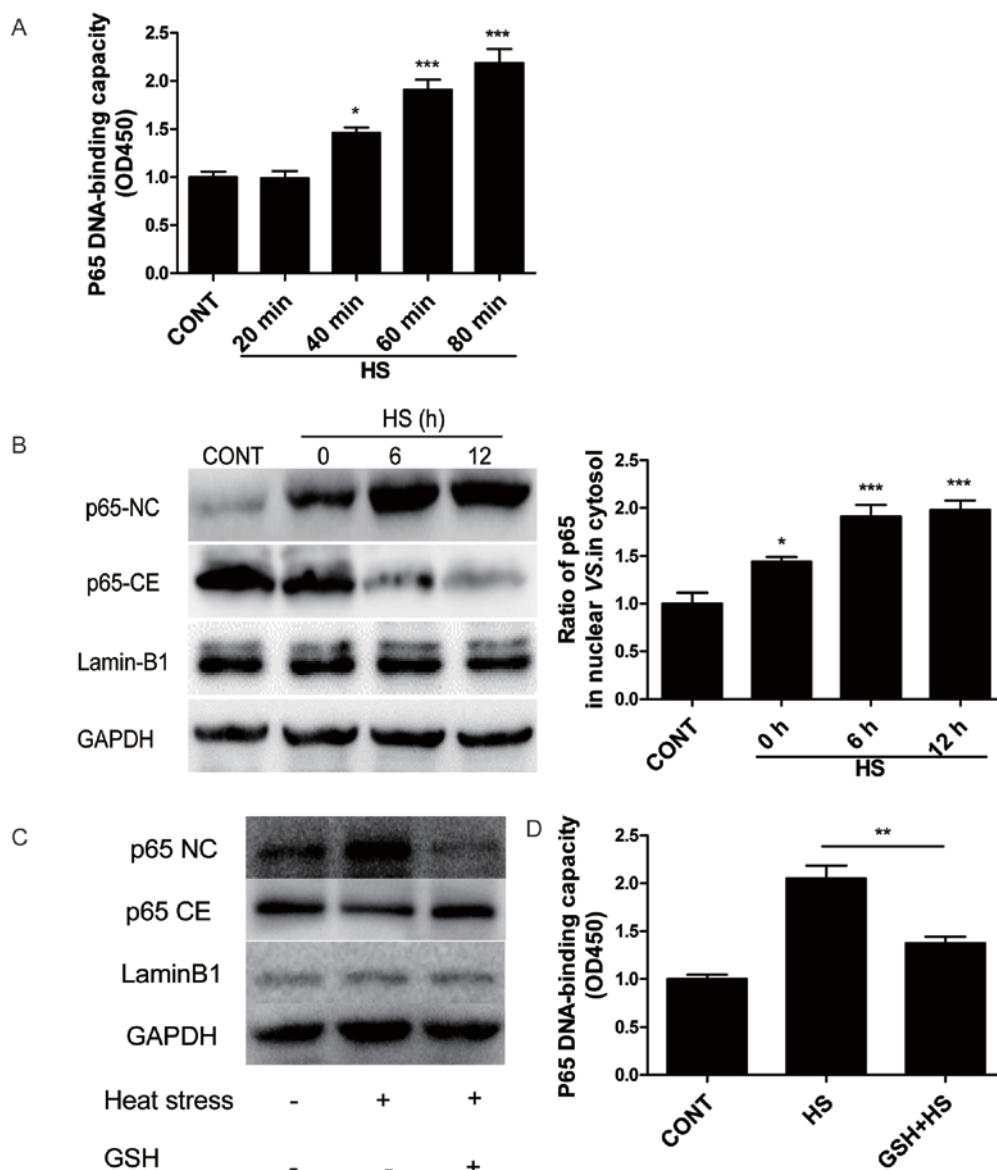 A
P65 DNA-binding capacity
(OD450)
2.5
2.0
1.5
1.0
0.5
0.0
*
***
***
CONT
20 min
40 min
60 min
80 min
HS
B
HS (h)
CONT 0 6 12
p65-NC
p65-CE
Lamin-B1
GAPDH
Ratio of p65
in nuclear VS.in cytosol
2.5
2.0
1.5
1.0
0.5
0.0
*
***
***
CONT
0 h
6 h
12 h
HS
C
p65 NC
p65 CE
LaminB1
GAPDH
Heat stress - + +
GSH - - +
D
P65 DNA-binding capacity
(OD450)
2.5
2.0
1.5
1.0
0.5
0.0
**
CONT
HS
GSH+HS